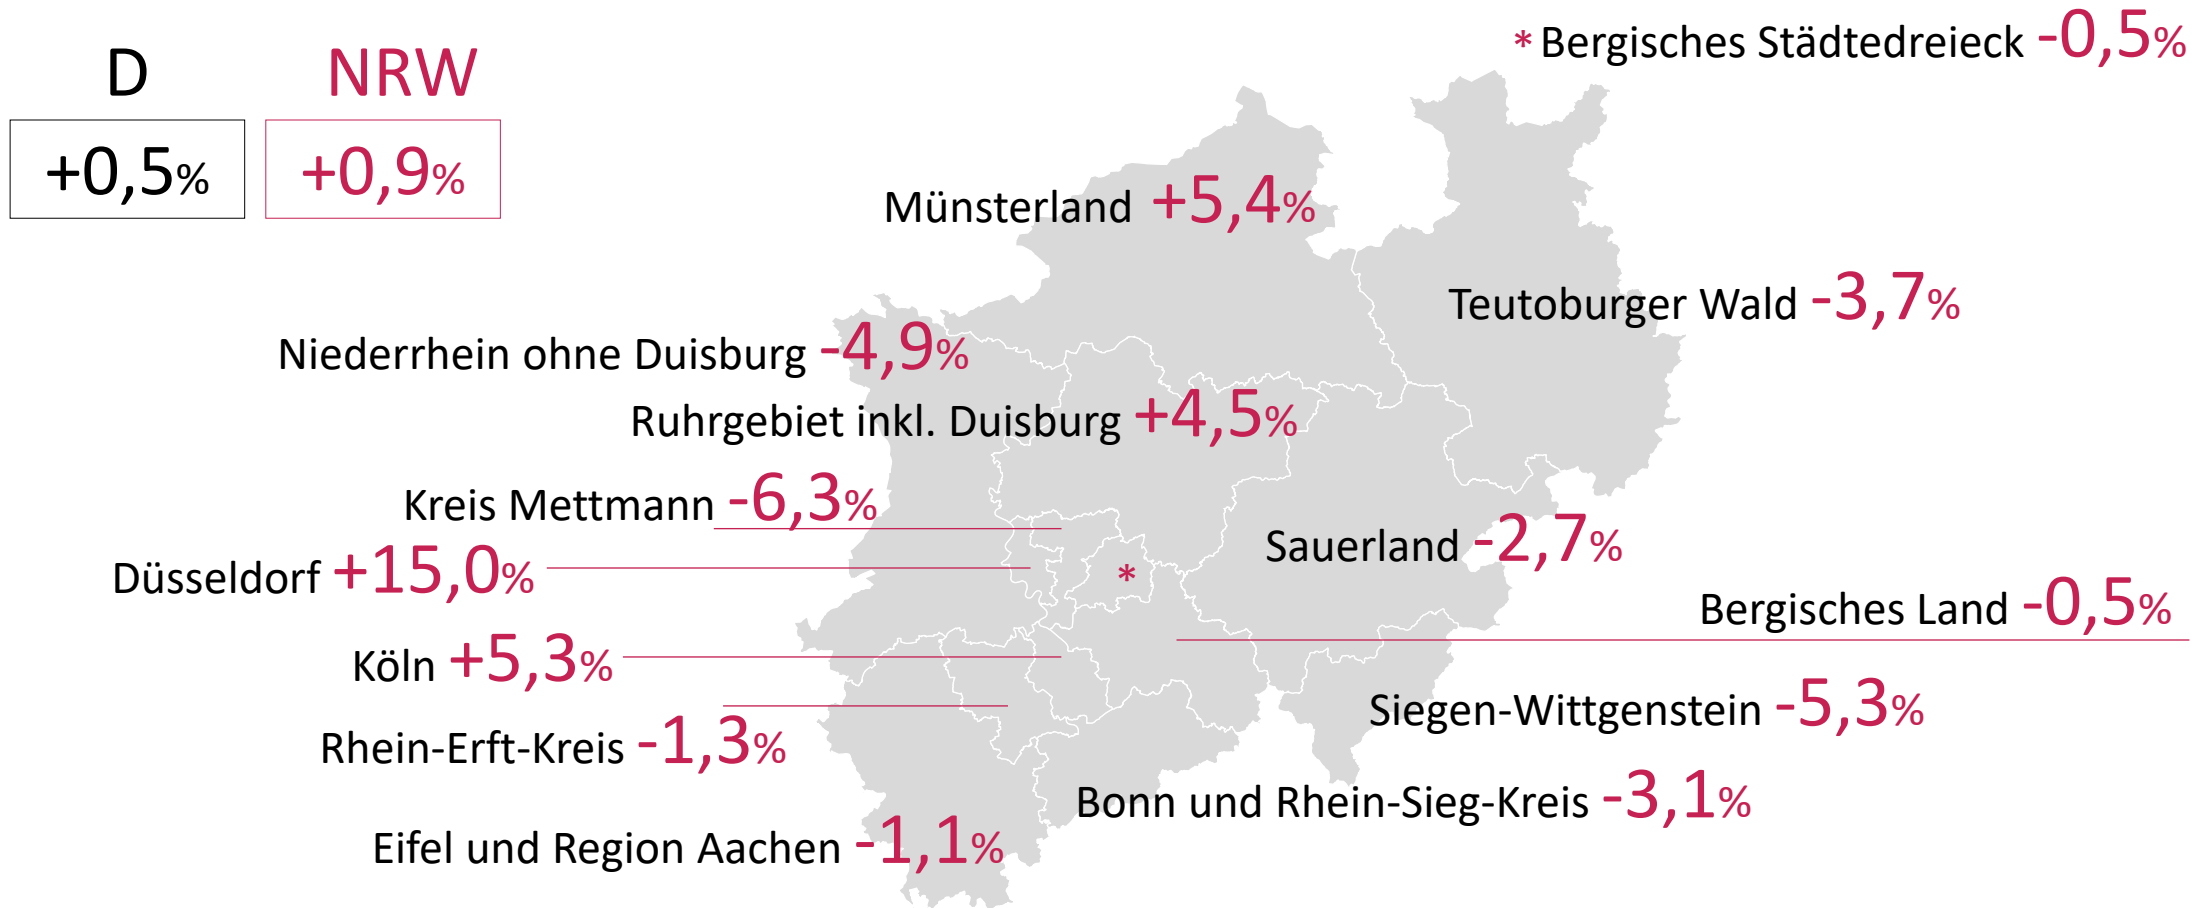 D
NRW
+0,5%
+0,9%
* Bergisches Städtedreieck -0,5%
Münsterland +5,4%
Teutoburger Wald -3,7%
Niederrhein ohne Duisburg -4,9%
Ruhrgebiet inkl. Duisburg +4,5%
Kreis Mettmann -6,3%
Sauerland -2,7%
Düsseldorf +15,0%
*
Bergisches Land -0,5%
Köln +5,3%
Siegen-Wittgenstein -5,3%
Rhein-Erft-Kreis -1,3%
Bonn und Rhein-Sieg-Kreis -3,1%
Eifel und Region Aachen -1,1%